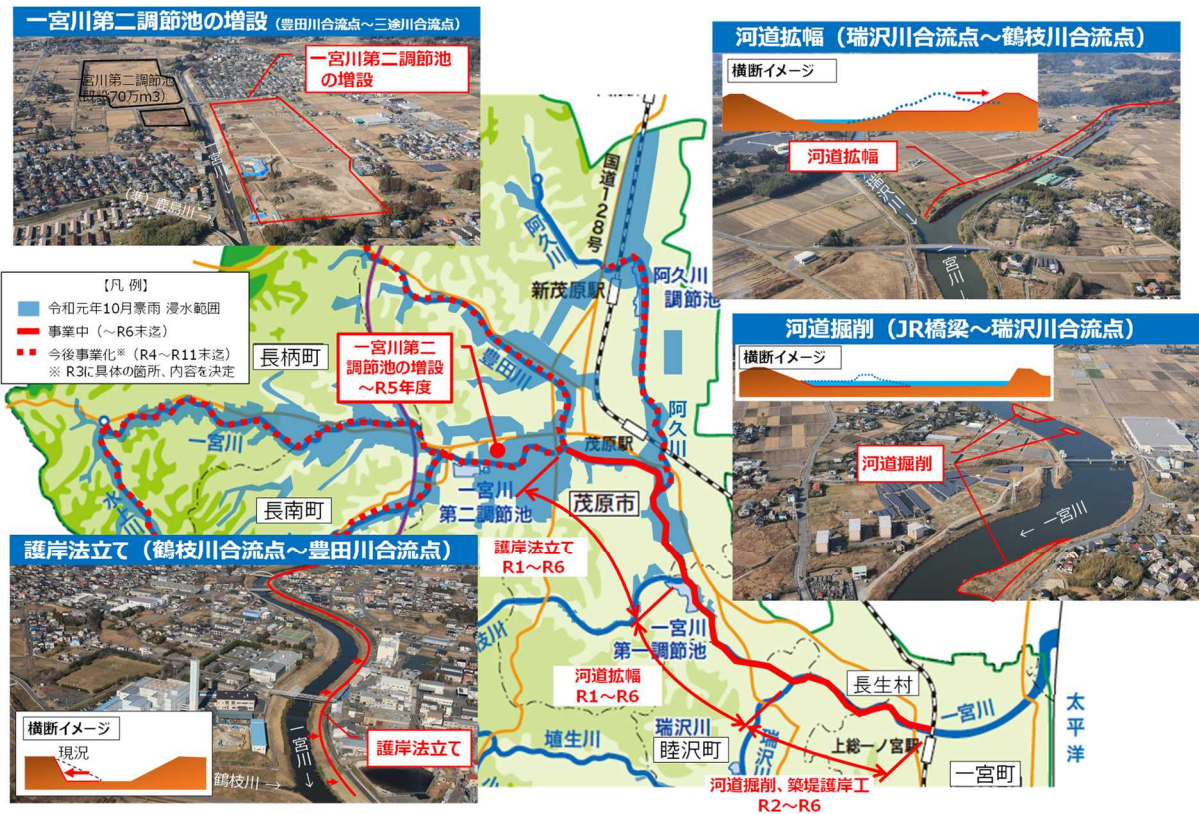 一宮川第二調節池の増設（豊田川合流点～三途川合流点）
一宮川第二調節池
の増設
一宮川第二調節池
（既設70万m3）
一宮川→
（準）鹿島川→
河道拡幅（瑞沢川合流点～鶴枝川合流点）
横断イメージ
河道拡幅
瑞沢川→
一宮川→
【凡 例】
令和元年10月豪雨 浸水範囲
事業中（～R6末迄）
今後事業化※（R4～R11末迄）
※ R3に具体の箇所、内容を決定
国道128号
阿久川
新茂原駅
阿久川
調節池
長柄町
一宮川第二
調節池の増設
～R5年度
豊田川
阿久川
一宮川
茂原駅
長南町
一宮川
第二調節池
茂原市
河道掘削（JR橋梁～瑞沢川合流点）
横断イメージ
河道掘削
←一宮川
護岸法立て
R1～R6
一宮川
第一調節池
河道拡幅
R1～R6
長生村
瑞沢川
睦沢町
埴生川
上総一ノ宮駅
一宮川
太平洋
一宮町
河道掘削、築堤護岸工
R2～R6
護岸法立て（鶴枝川合流点～豊田川合流点）
横断イメージ
現況
一宮川→
護岸法立て
鶴枝川→